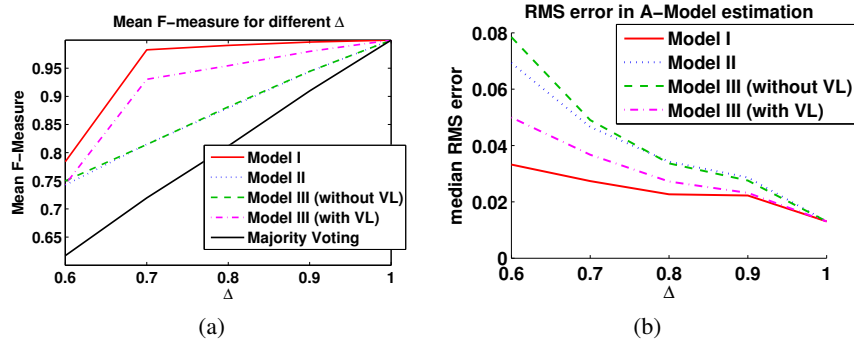 Mean F−measure for different Δ
Mean F−Measure
0.95
0.9
0.85
0.8
0.75
0.7
0.65
0.6 0.7 0.8 0.9 1
Δ
Model I
Model II
Model III (without VL)
Model III (with VL)
Majority Voting
(a)
RMS error in A−Model estimation
median RMS error
0.08
0.06
0.04
0.02
0
0.6 0.7 0.8 0.9 1
Δ
Model I
Model II
Model III (without VL)
Model III (with VL)
(b)